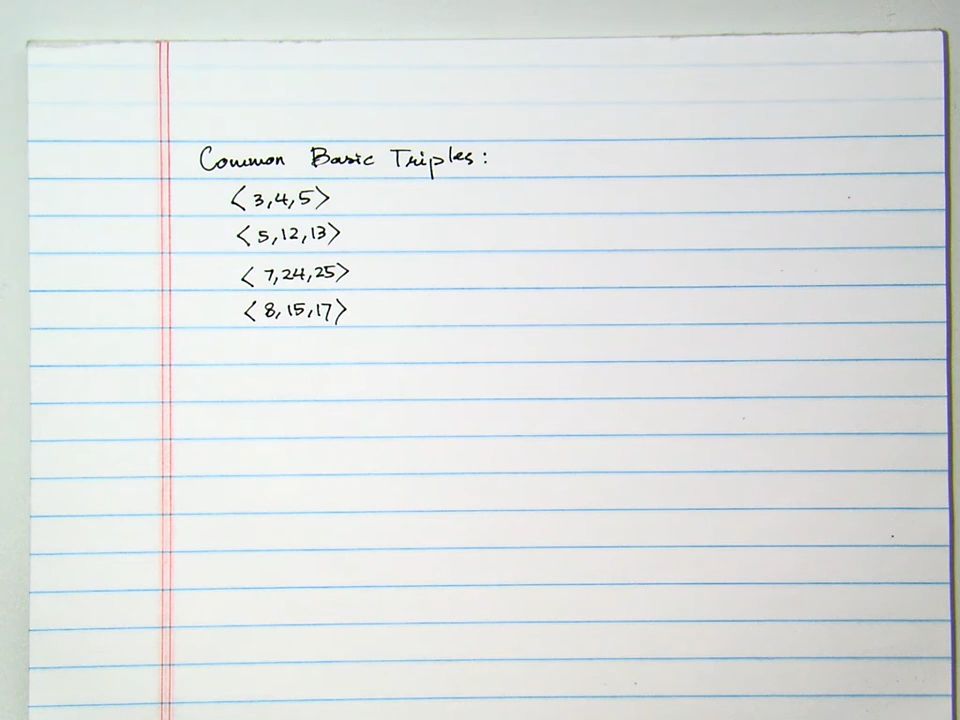 Common Basic Triples:
<3,4,5>
<5,12,13>
<7,24,25>
<8,15,17>